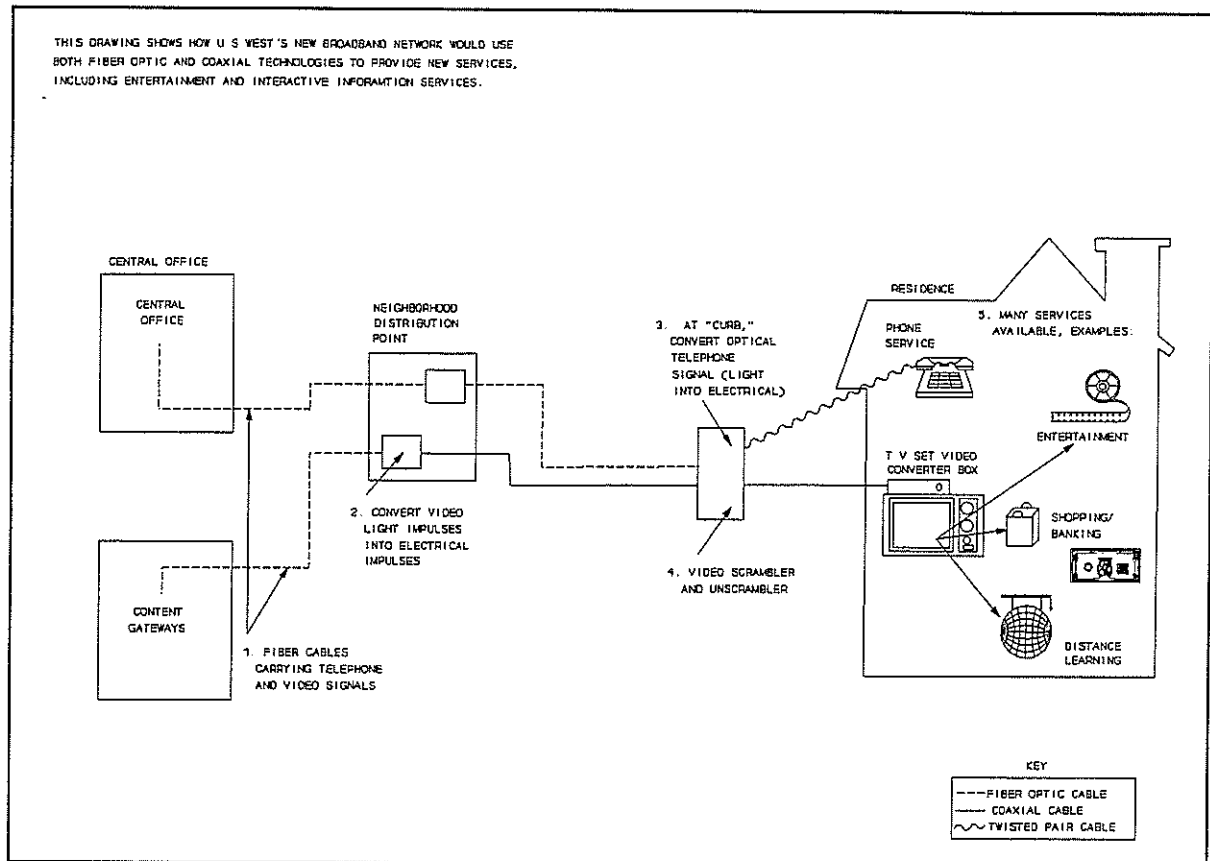 THIS DRAWING SHOWS HOW U S WEST'S NEW BROADBAND NETWORK WOULD USE
BOTH FIBER OPTIC AND COAXIAL TECHNOLOGIES TO PROVIDE NEW SERVICES,
INCLUDING ENTERTAINMENT AND INTERACTIVE INFORAMTION SERVICES.
CENTRAL OFFICE
CENTRAL
OFFICE
NEIGHBORHOOD
DISTRIBUTION
POINT
2. CONVERT VIDEO
LIGHT IMPULSES
INTO ELECTRICAL
IMPULSES
CONTENT
GATEWAYS
1. FIBER CABLES
CARRYING TELEPHONE
AND VIDEO SIGNALS
3. AT "CURB,"
CONVERT OPTICAL
TELEPHONE
SIGNAL (LIGHT
INTO ELECTRICAL)
4. VIDEO SCRAMBLER
AND UNSCRAMBLER
RESIDENCE
PHONE
SERVICE
5. MANY SERVICES
AVAILABLE, EXAMPLES:
ENTERTAINMENT
T V SET VIDEO
CONVERTER BOX
SHOPPING/
BANKING
DISTANCE
LEARNING
KEY
FIBER OPTIC CABLE
COAXIAL CABLE
TWISTED PAIR CABLE